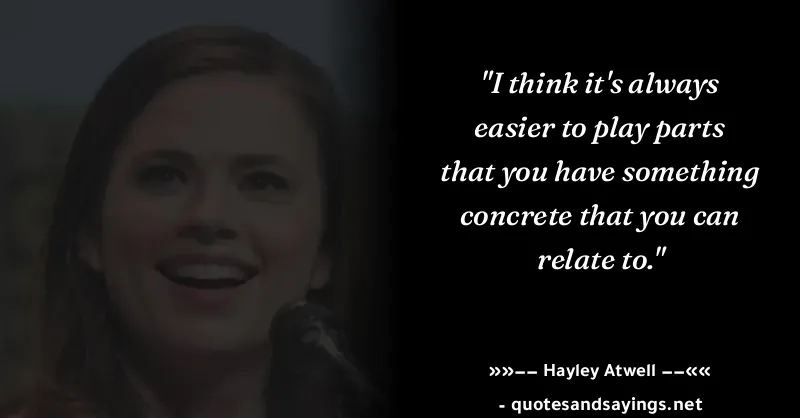 "I think it's always
easier to play parts
that you have something
concrete that you can
relate to."
»»–– Hayley Atwell ––««
- quotesandsayings.net